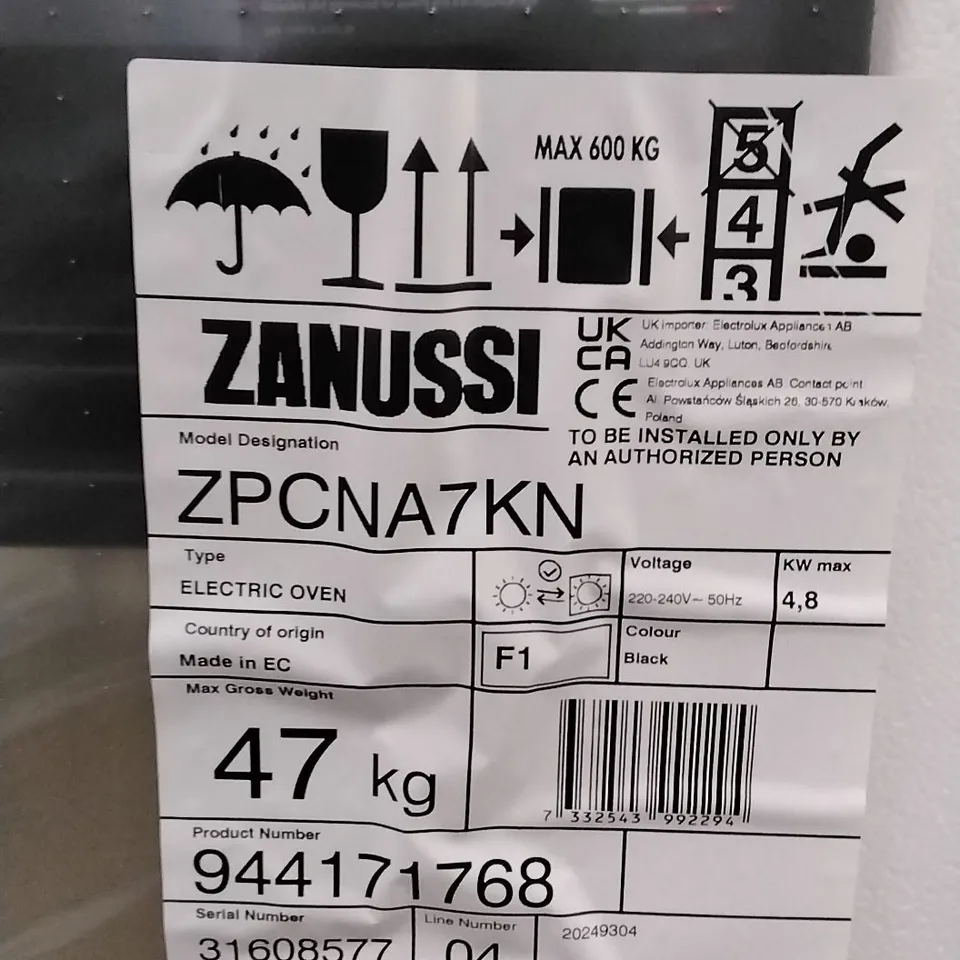 MAX 600 KG
5
4
3
ZANUSSI
UK
CA
UK importer: Electrolux Appliances AB
Addington Way, Luton, Bedfordshire
LU4 9QQ UK
CE
Electrolux Appliances AB Contact point
Al. Powstańców Śląskich 26, 30-570 Kraków,
Poland
TO BE INSTALLED ONLY BY
AN AUTHORIZED PERSON
Model Designation
ZPCNA7KN
Type
ELECTRIC OVEN
Voltage
220-240V~ 50Hz
KW max
4,8
Country of origin
Made in EC
F1
Colour
Black
Max Gross Weight
47 kg
7 332543 992294
Product Number
944171768
Serial Number
31608577
Line Number
04
20249304